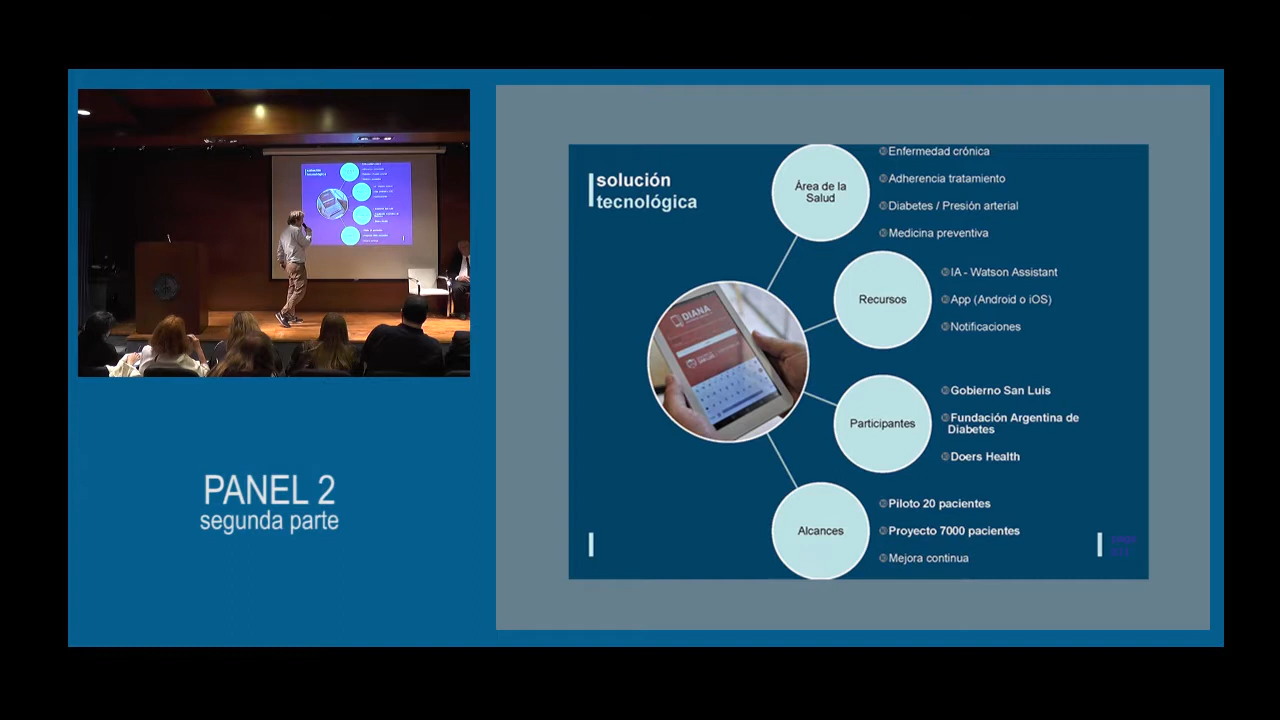 solución
tecnológica
Área de la
Salud
Enfermedad crónica
Adherencia tratamiento
Diabetes / Presión arterial
Medicina preventiva
Recursos
IA - Watson Assistant
App (Android o iOS)
Notificaciones
DIANA
Participantes
Gobierno San Luis
Fundación Argentina de
Diabetes
Doers Health
Alcances
Piloto 20 pacientes
Proyecto 7000 pacientes
Mejora continua
PANEL 2
segunda parte
solución
tecnológica